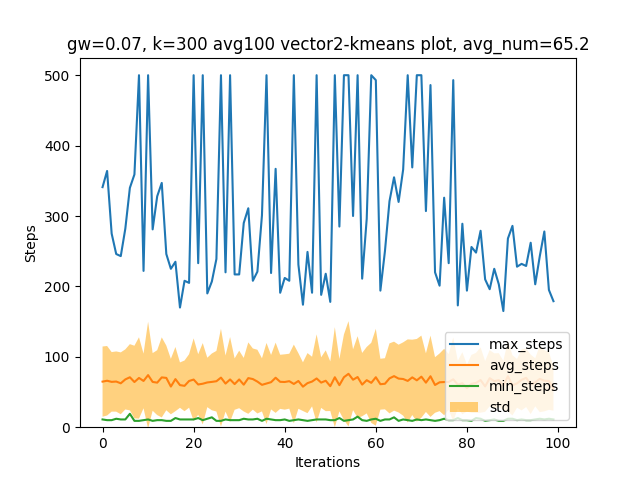 gw=0.07, k=300 avg100 vector2-kmeans plot, avg_num=65.2
500
400
300
200
100
0
Steps
max_steps
avg_steps
min_steps
std
0 20 40 60 80 100
Iterations